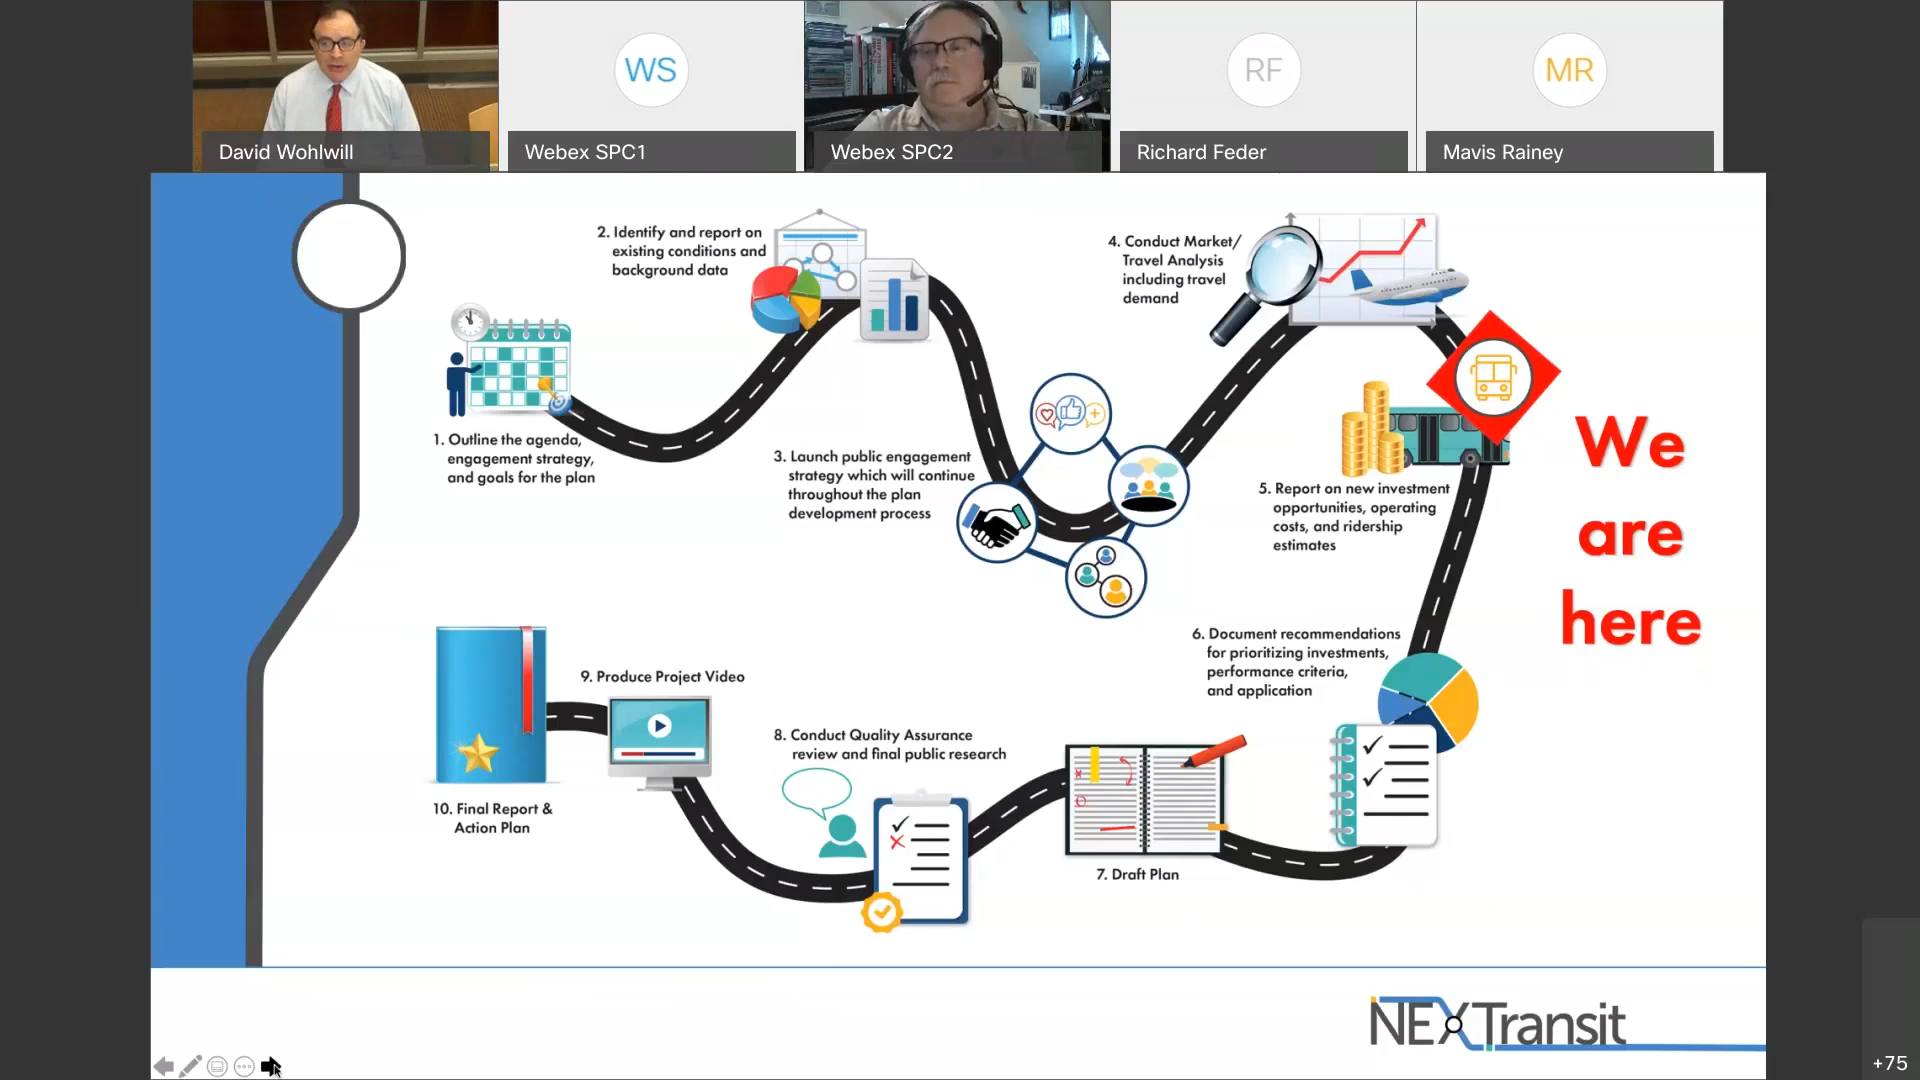 WS
RF
MR
David Wohlwill
Webex SPC1
Webex SPC2
Richard Feder
Mavis Rainey
1. Outline the agenda,
engagement strategy,
and goals for the plan
2. Identify and report on
existing conditions and
background data
3. Launch public engagement
strategy which will continue
throughout the plan
development process
4. Conduct Market/
Travel Analysis
including travel
demand
5. Report on new investment
opportunities, operating
costs, and ridership
estimates
We
are
here
6. Document recommendations
for prioritizing investments,
performance criteria,
and application
7. Draft Plan
8. Conduct Quality Assurance
review and final public research
9. Produce Project Video
10. Final Report &
Action Plan
NEXTransit
+75